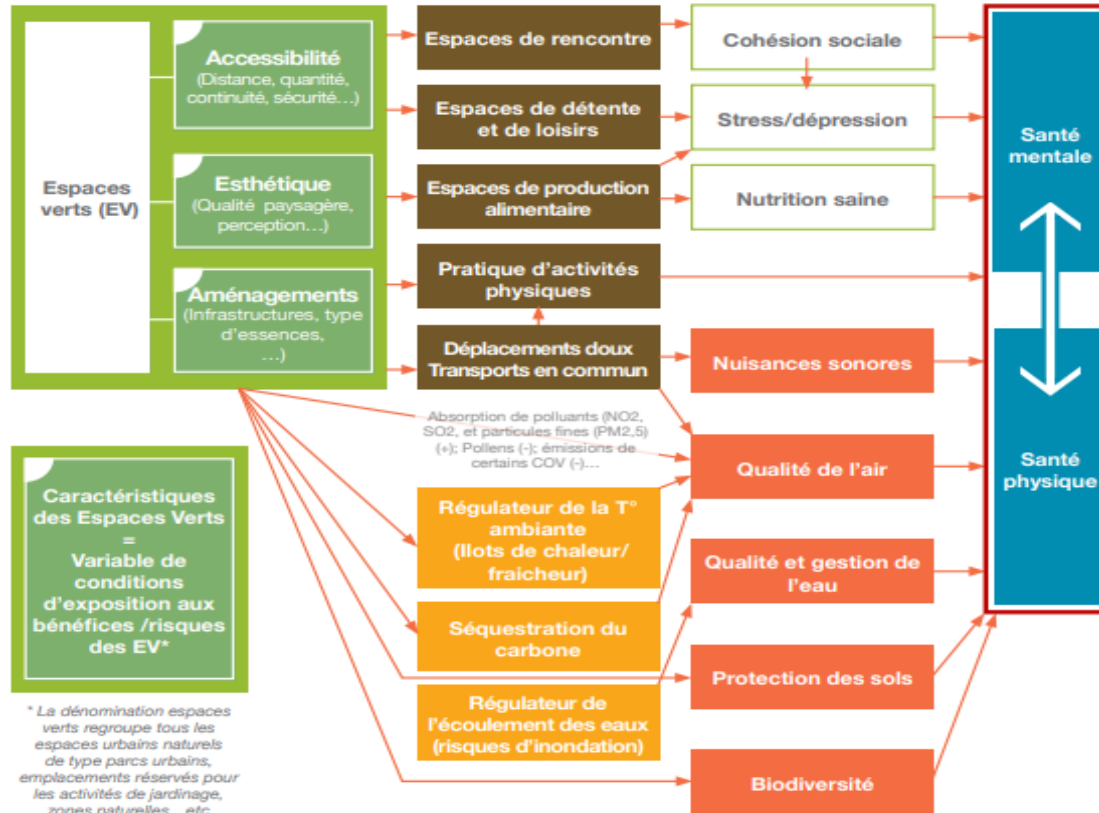 Espaces
verts (EV)
Accessibilité
(Distance, quantité,
continuité, sécurité...)
Esthétique
(Qualité paysagère,
perception...)
Aménagements
(Infrastructures, type
d'essences,
...)
Espaces de rencontre
Espaces de détente
et de loisirs
Espaces de production
alimentaire
Pratique d'activités
physiques
Déplacements doux
Transports en commun
Cohésion sociale
Stress/dépression
Nutrition saine
Nuisances sonores
Absorption de polluants (NO2,
SO2, et particules fines (PM2,5)
(+); Pollens (-); émissions de
certains COV (-)...
Qualité de l'air
Régulateur de la T°
ambiante
(Ilots de chaleur/
fraicheur)
Qualité et gestion de
l'eau
Séquestration du
carbone
Protection des sols
Régulateur de
l'écoulement des eaux
(risques d'inondation)
Biodiversité
Santé
mentale
Santé
physique
Caractéristiques
des Espaces Verts
=
Variable de
conditions
d'exposition aux
bénéfices /risques
des EV*
* La dénomination espaces
verts regroupe tous les
espaces urbains naturels
de type parcs urbains,
emplacements réservés pour
les activités de jardinage,
zones naturelles...etc